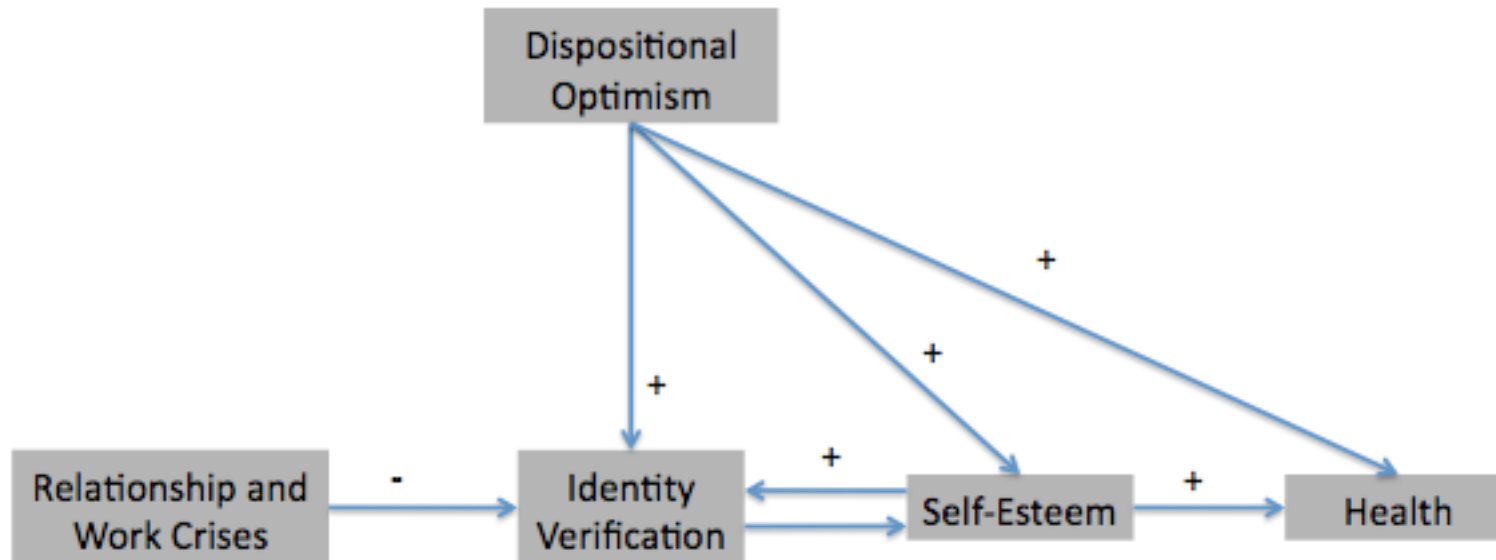 Dispositional
Optimism
+
+
+
Relationship and
Work Crises
-
Identity
Verification
+
Self-Esteem
+
Health